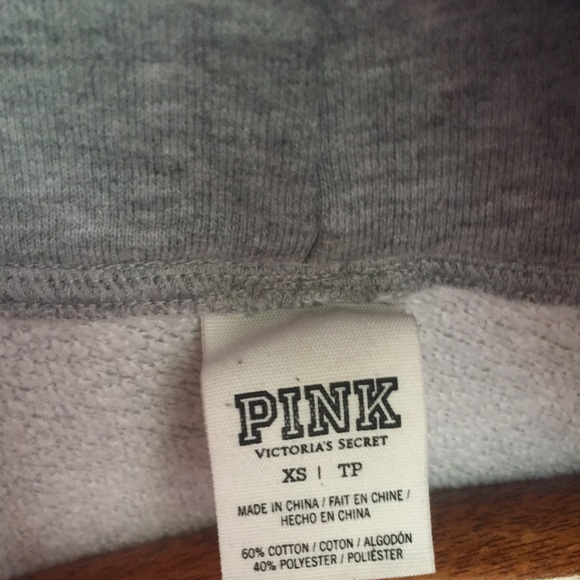 PINK
VICTORIA'S SECRET
XS | TP
MADE IN CHINA / FAIT EN CHINE /
HECHO EN CHINA
60% COTTON / COTON / ALGODÓN
40% POLYESTER / POLIÉSTER